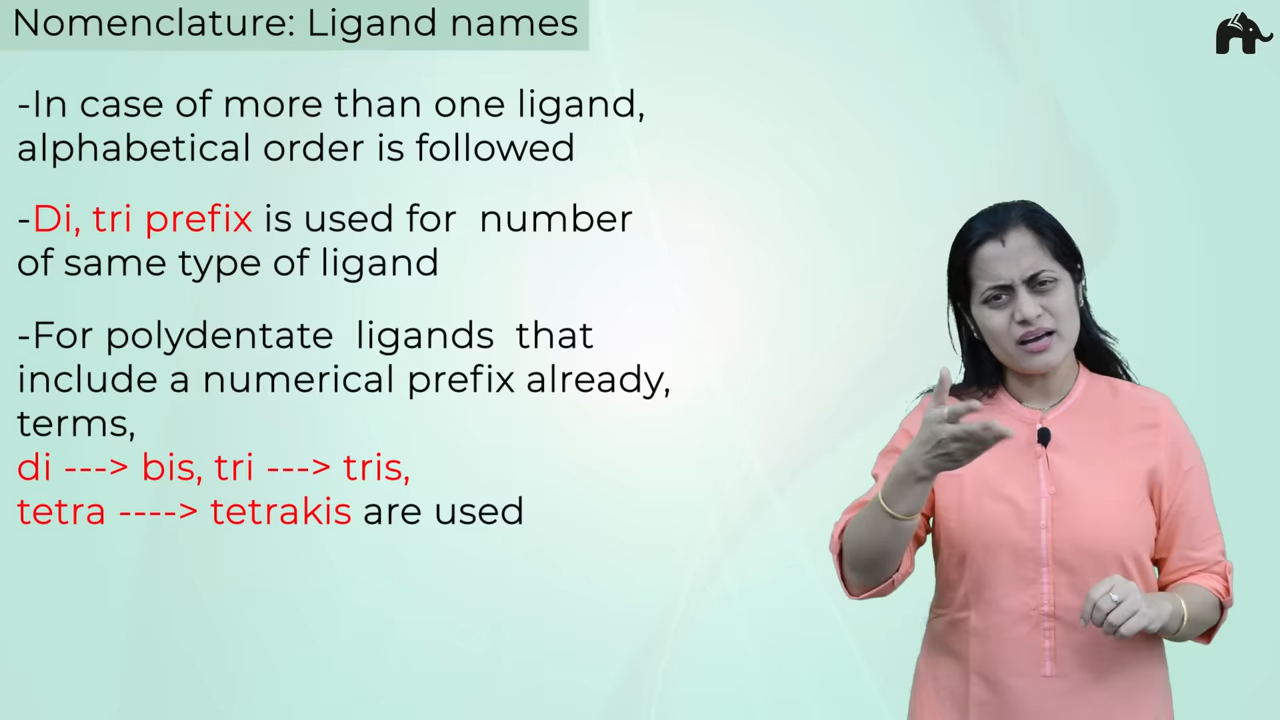 Nomenclature: Ligand names
-In case of more than one ligand,
alphabetical order is followed
-Di, tri prefix is used for number
of same type of ligand
-For polydentate ligands that
include a numerical prefix already,
terms,
di ---> bis, tri ---> tris,
tetra ----> tetrakis are used